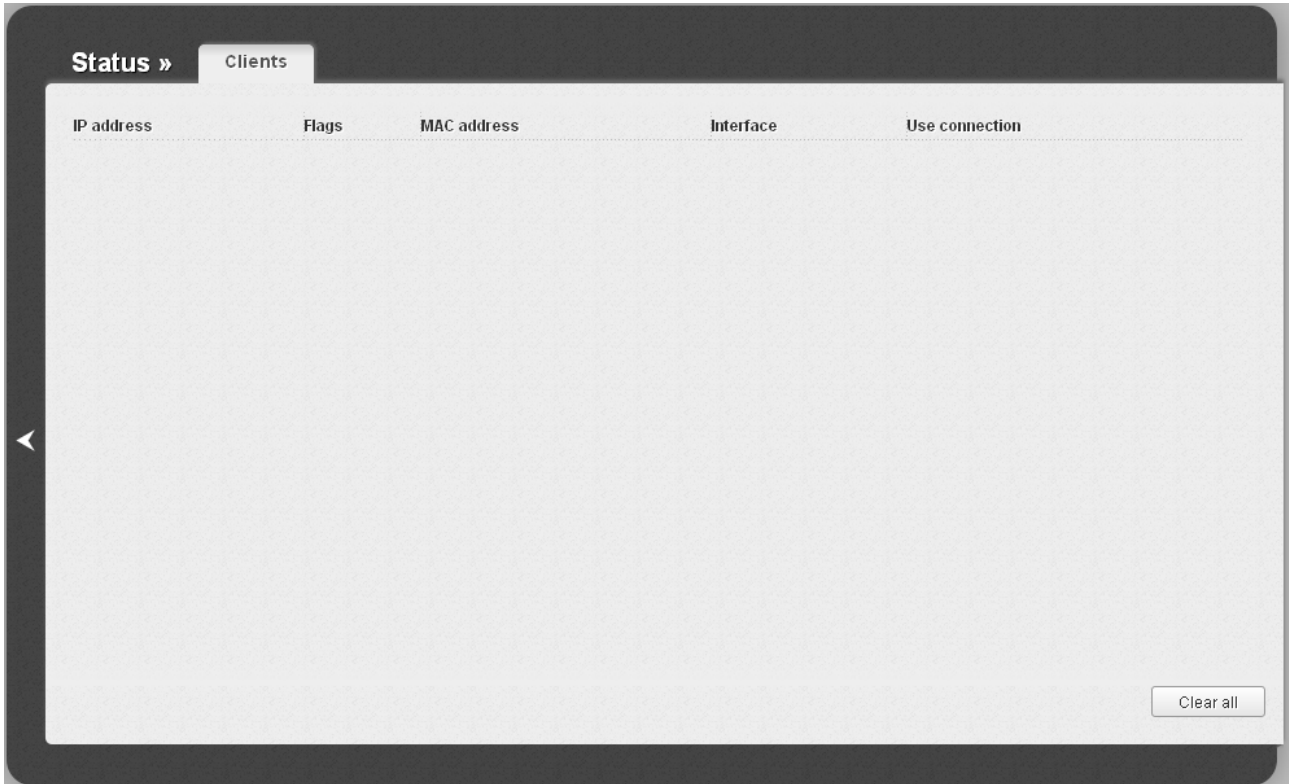 Status »
Clients
IP address Flags MAC address Interface Use connection
Clear all